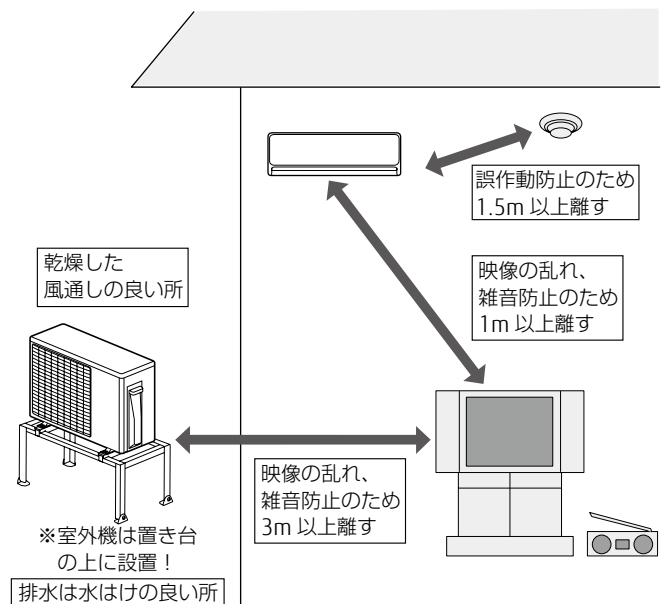 誤作動防止のため
1.5m 以上離す
乾燥した
風通しの良い所
映像の乱れ、
雑音防止のため
1m 以上離す
映像の乱れ、
雑音防止のため
3m 以上離す
※室外機は置き台
の上に設置！
排水は水はけの良い所